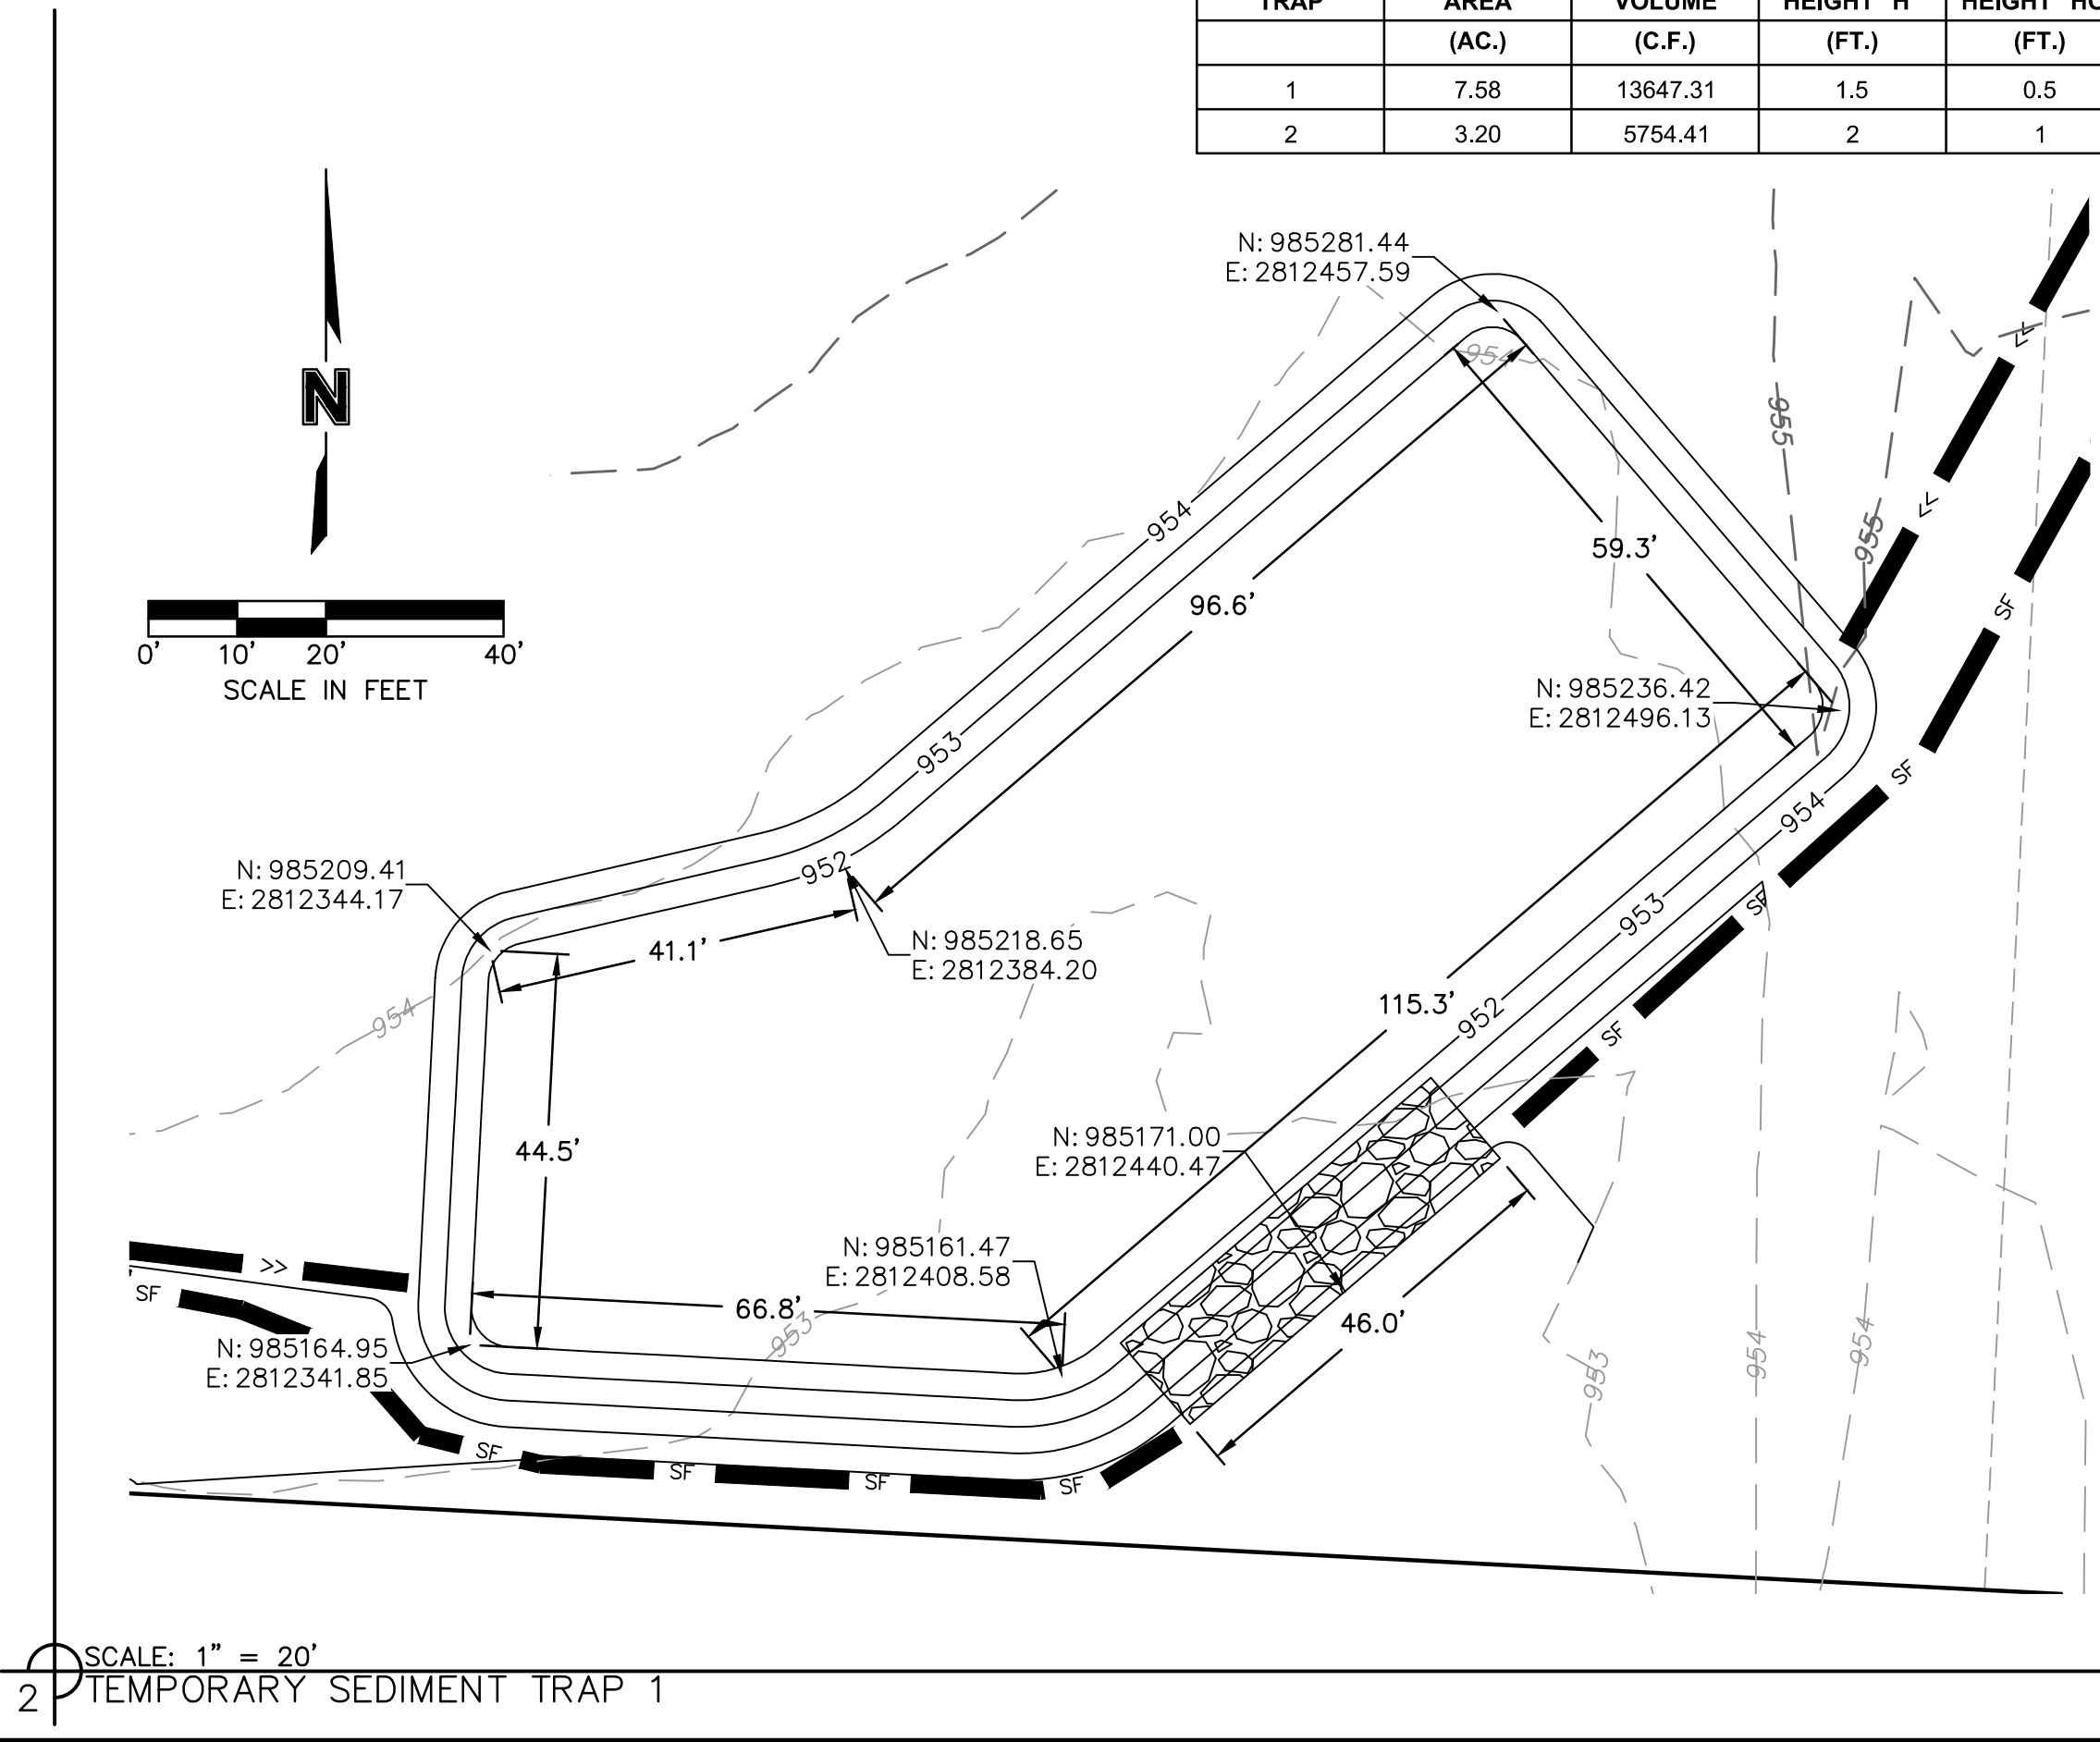 TRAP AREA VOLUME HEIGHT "H" HEIGHT
(AC.) (C.F.) (FT.) (FT.)
1 7.58 13647.31 1.5 0.5
2 3.20 5754.41 2 1
N: 985281.44
E: 2812457.59
954
955
<<
N
59.3'
954
<<
955
96.6'
SF
0' 10' 20' 40'
SCALE IN FEET
N: 985236.42
E: 2812496.13
953
SF
954
N: 985209.41
E: 2812344.17
952
SF
953
41.1'
N: 985218.65
E: 2812384.20
954
115.3'
952
SF
44.5'
N: 985171.00
E: 2812440.47
N: 985161.47
E: 2812408.58
>>
SF
66.8'
46.0'
953
N: 985164.95
E: 2812341.85
953
954
954
SF
SF
SF
SF
SCALE: 1" = 20'
2 TEMPORARY SEDIMENT TRAP 1